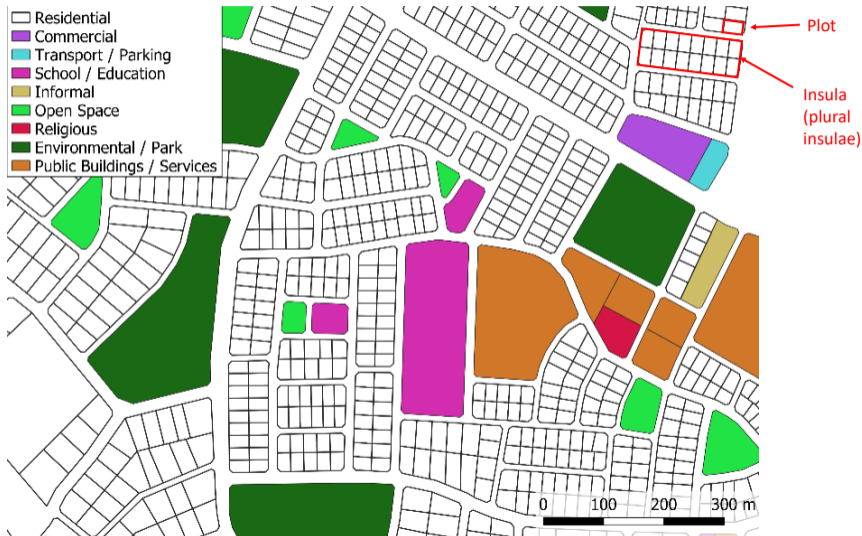 Residential
Commercial
Transport / Parking
School / Education
Informal
Open Space
Religious
Environmental / Park
Public Buildings / Services
Plot
Insula
(plural
insulae)
0 100 200 300 m